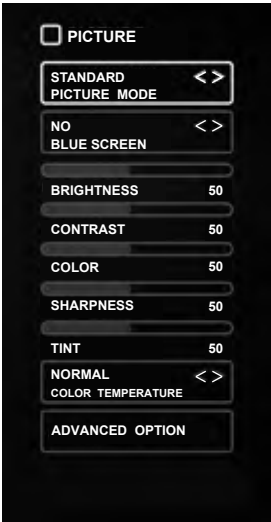 PICTURE
STANDARD < >
PICTURE MODE
NO < >
BLUE SCREEN
BRIGHTNESS 50
CONTRAST 50
COLOR 50
SHARPNESS 50
TINT 50
NORMAL < >
COLOR TEMPERATURE
ADVANCED OPTION